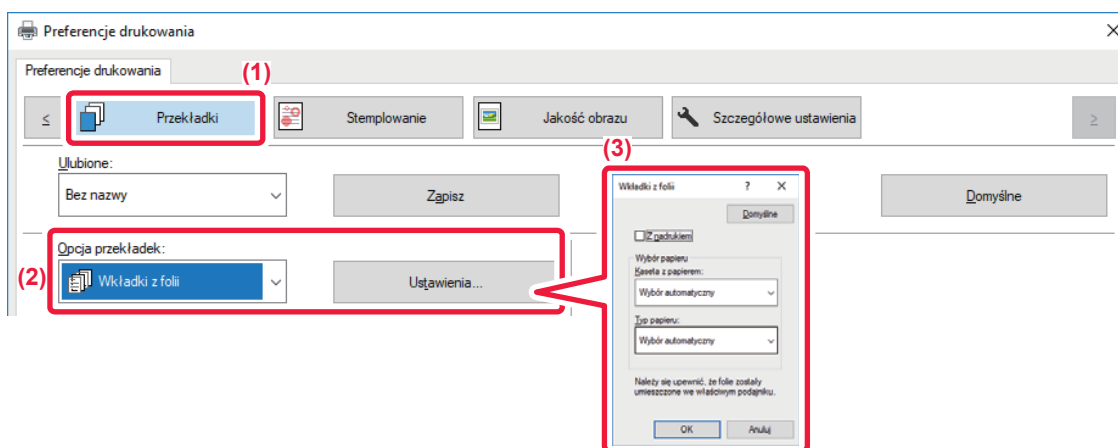 Preferencje drukowania
Preferencje drukowania
(1)
<
Przekładki
Stemplowanie
Jakość obrazu
Szczegółowe ustawienia
>
Ulubione:
Bez nazwy
Zapisz
Domyślne
Opcja przekładek:
(2)
Wkładki z folii
Ustawienia...
(3)
Wkładki z folii
?
Domyślne
Z nadrukiem
Wybór papieru
Kaseta z papierem:
Wybór automatyczny
Typ papieru:
Wybór automatyczny
Należy się upewnić, że folie zostały
umieszczone we właściwym podajniku.
OK
Anuluj